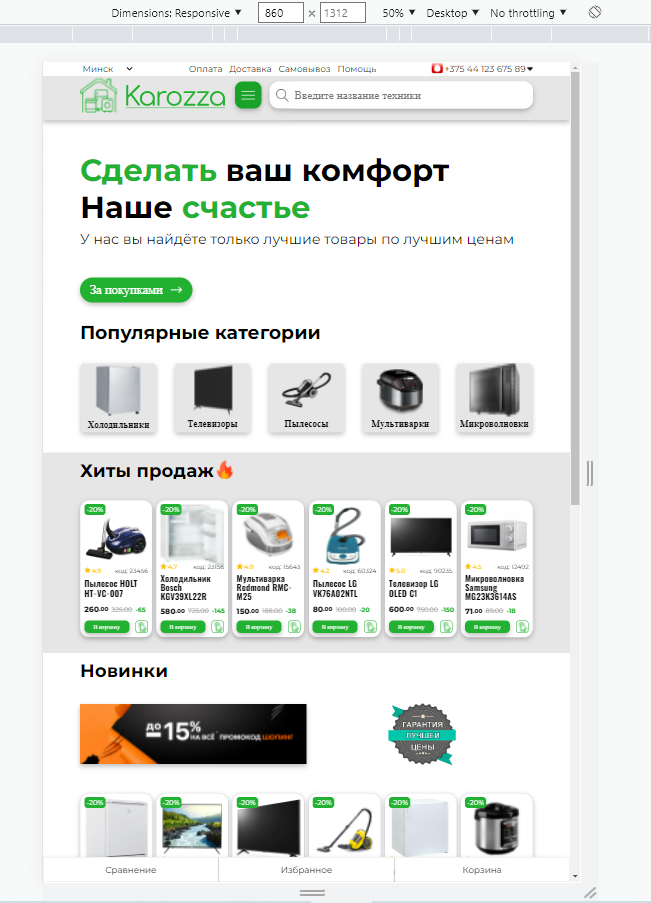 Dimensions: Responsive ▼ 860 × 1312 50% ▼ Desktop ▼ No throttling ▼
Минск Оплата Доставка Самовывоз Помощь +375 44 123 675 89
Karozza Введите название техники
Сделать ваш комфорт
Наше счастье
У нас вы найдёте только лучшие товары по лучшим ценам
За покупками →
Популярные категории
Холодильники Телевизоры Пылесосы Мультиварки Микроволновки
Хиты продаж
-20% -20% -20% -20% -20% -20%
4.9 код: 23456
Пылесос HOLT
HT-VC-007
260.00 325.00 -65
В корзину
4.7 код: 23156
Холодильник
Bosch
KGV39XL22R
580.00 725.00 -145
В корзину
4.9 код: 15643
Мультиварка
Redmond RMC-
M25
150.00 188.00 -38
В корзину
4.2 код: 60324
Пылесос LG
VK76A02NTL
80.00 100.00 -20
В корзину
5.0 код: 90235
Телевизор LG
OLED C1
600.00 750.00 -150
В корзину
4.5 код: 12492
Микроволновка
Samsung
MG23K3614AS
71.00 89.00 -18
В корзину
Новинки
ДО 15% НА ВСЁ* ПРОМОКОД ШОПИНГ
ГАРАНТИЯ
ЛУЧШЕЙ
ЦЕНЫ
-20% -20% -20% -20% -20% -20%
Сравнение Избранное Корзина